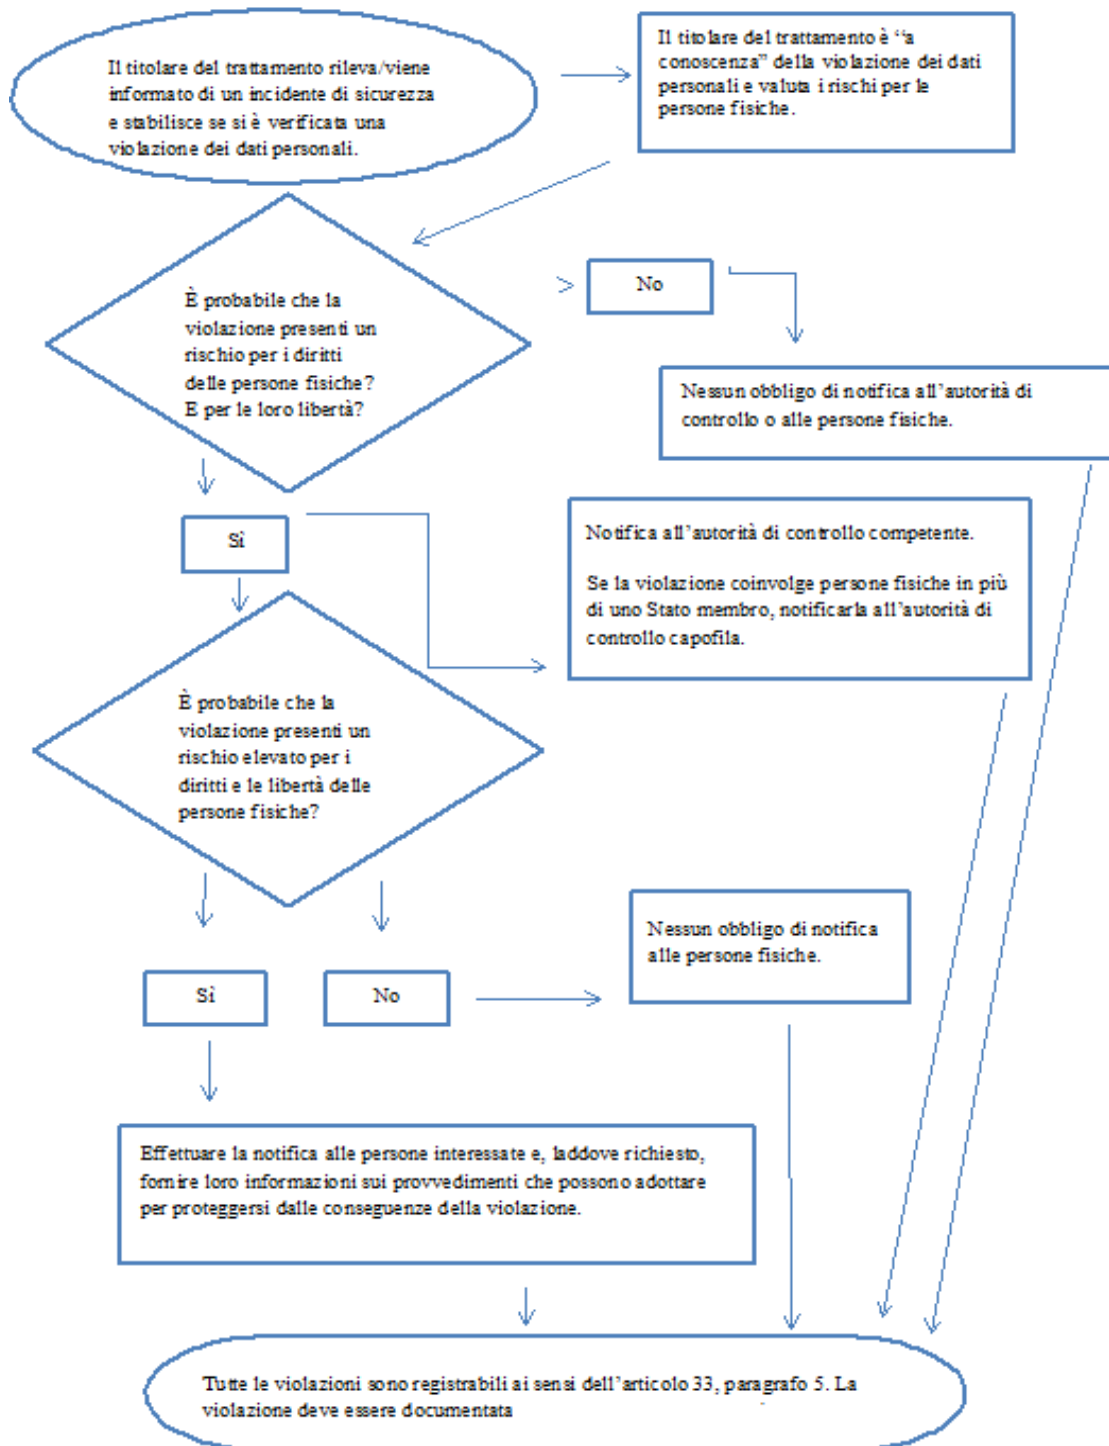 Il titolare del trattamento rileva/viene
informato di un incidente di sicurezza
e stabilisce se si è verificata una
violazione dei dati personali.
Il titolare del trattamento è “a
conoscenza” della violazione dei dati
personali e valuta i rischi per le
persone fisiche.
È probabile che la
violazione presenti un
rischio per i diritti
delle persone fisiche?
E per le loro libertà?
No
Nessun obbligo di notifica all’autorità di
controllo o alle persone fisiche.
Sì
Notifica all’autorità di controllo competente.
Se la violazione coinvolge persone fisiche in più
di uno Stato membro, notificarla all’autorità di
controllo capofila.
È probabile che la
violazione presenti un
rischio elevato per i
diritti e le libertà delle
persone fisiche?
Sì
No
Nessun obbligo di notifica
alle persone fisiche.
Effettuare la notifica alle persone interessate e, laddove richiesto,
fornire loro informazioni sui provvedimenti che possono adottare
per proteggersi dalle conseguenze della violazione.
Tutte le violazioni sono registrabili ai sensi dell’articolo 33, paragrafo 5. La
violazione deve essere documentata